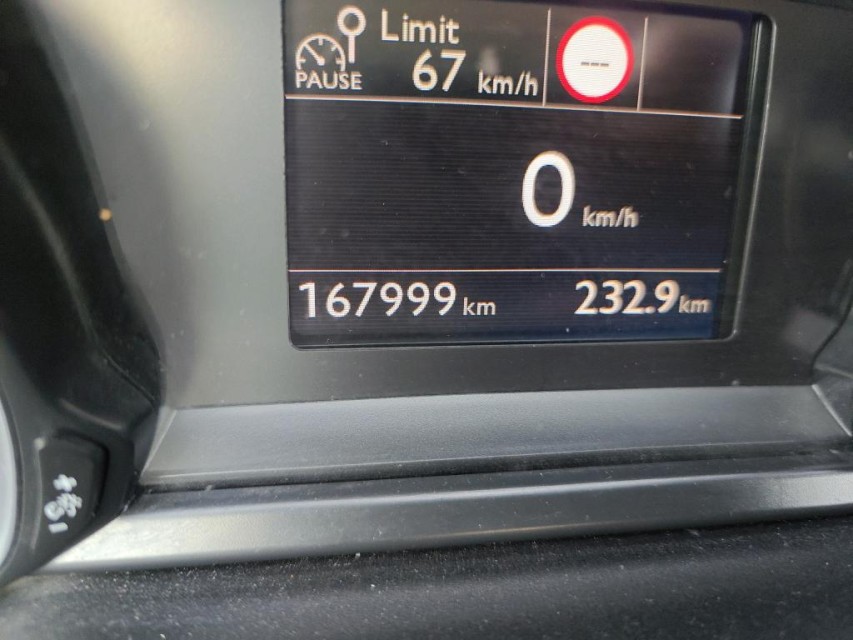 Limit
PAUSE 67 km/h ---
0 km/h
167999 km 232.9 km